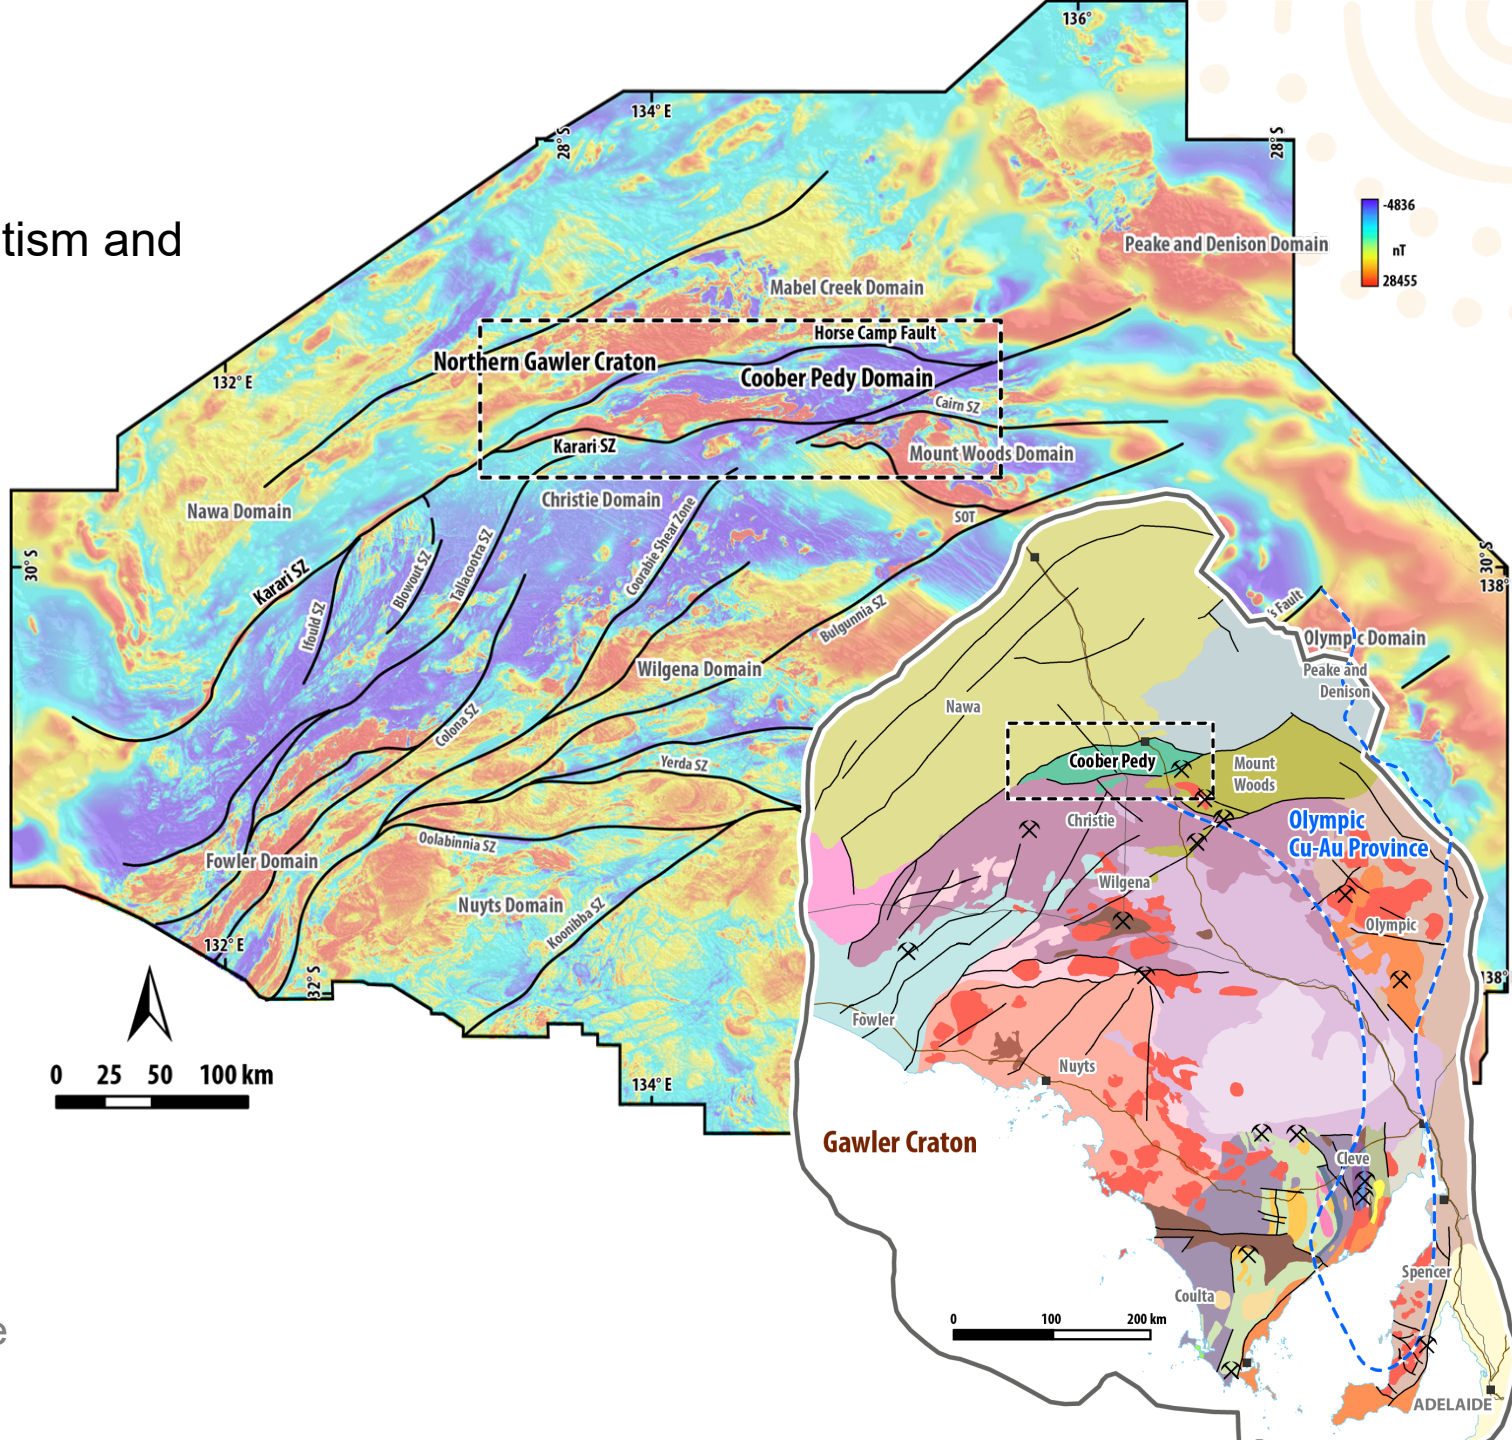 tism and
136°
134° E
28° S
28° S
-4836
nT
28455
Peake and Denison Domain
Mabel Creek Domain
Horse Camp Fault
Northern Gawler Craton
Coober Pedy Domain
132° E
Cairn SZ
Karari SZ
Mount Woods Domain
Nawa Domain
Christie Domain
SOT
30° S
30° S
138°
Karari SZ
Ifould SZ
Blowout SZ
Tallacootra SZ
Coorabie Shear Zone
Bulgunnia SZ
's Fault
Olympic Domain
Wilgena Domain
Peake and
Denison
Nawa
Colona SZ
Yerda SZ
Coober Pedy
Mount
Woods
Christie
Olympic
Cu-Au Province
Oolabinnia SZ
Fowler Domain
Wilgena
Nuyts Domain
Koonibba SZ
Olympic
132° E
32° S
138°
Fowler
0 25 50 100 km
134° E
Nuyts
Gawler Craton
Cleve
Spencer
Coulta
0 100 200 km
e
ADELAIDE